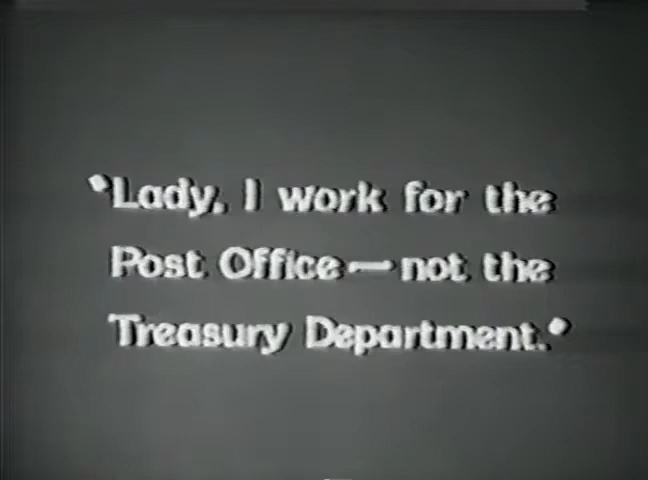 "Lady, I work for the
Post Office—not the
Treasury Department."